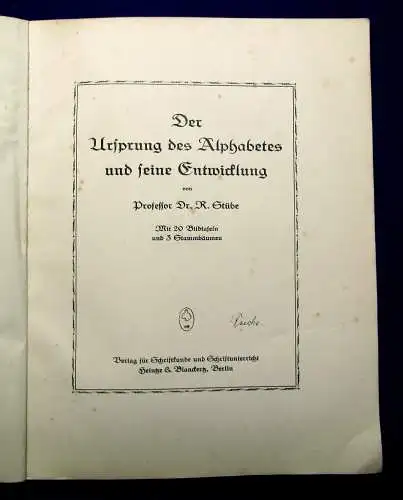 Der
Ursprung des Alphabetes
und seine Entwicklung
von
Professor Dr. R. Stübe
Mit 20 Bildtafeln
und 3 Stammbäumen
Verlag für Schriftkunde und Schriftunterricht
Heintze & Blanckertz, Berlin